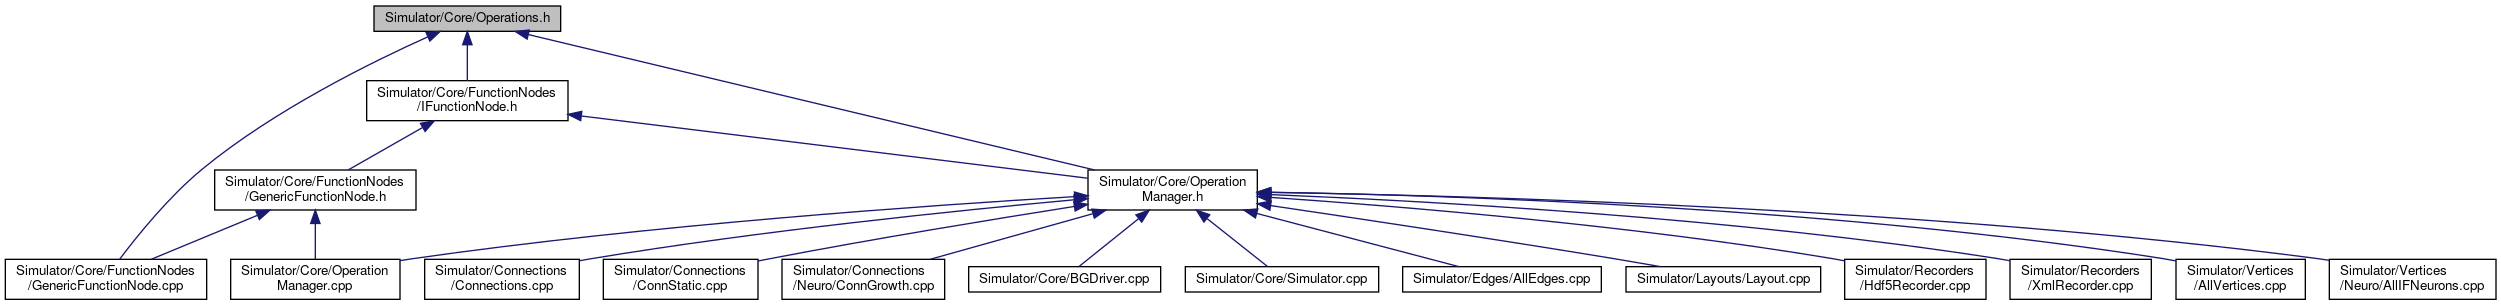 Simulator/Core/Operations.h
Simulator/Core/FunctionNodes
/IFunctionNode.h
Simulator/Core/FunctionNodes
/GenericFunctionNode.h
Simulator/Core/Operation
Manager.h
Simulator/Core/FunctionNodes
/GenericFunctionNode.cpp
Simulator/Core/Operation
Manager.cpp
Simulator/Connections
/Connections.cpp
Simulator/Connections
/ConnStatic.cpp
Simulator/Connections
/Neuro/ConnGrowth.cpp
Simulator/Core/BGDriver.cpp
Simulator/Core/Simulator.cpp
Simulator/Edges/AllEdges.cpp
Simulator/Layouts/Layout.cpp
Simulator/Recorders
/Hdf5Recorder.cpp
Simulator/Recorders
/XmlRecorder.cpp
Simulator/Vertices
/AllVertices.cpp
Simulator/Vertices
/Neuro/AllIFNeurons.cpp